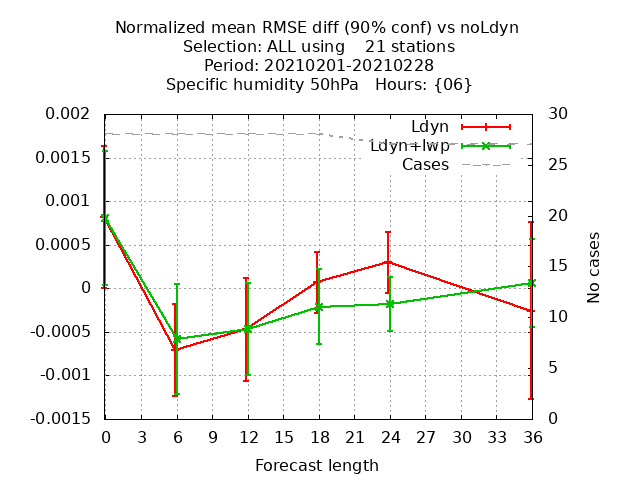 Normalized mean RMSE diff (90% conf) vs noLdyn
Selection: ALL using    21 stations
Period: 20210201-20210228
Specific humidity 50hPa   Hours: {06}
0.002
0.0015
0.001
0.0005
0
-0.0005
-0.001
-0.0015
30
25
20
15
10
5
0
No cases
Ldyn
Ldyn+lwp
Cases
0 3 6 9 12 15 18 21 24 27 30 33 36
Forecast length